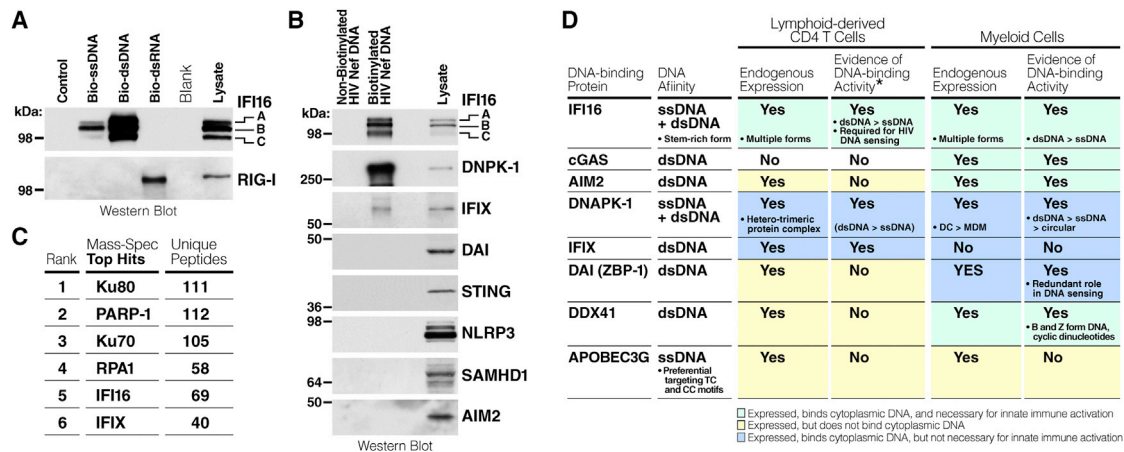 A
Control
Bio-ssDNA
Bio-dsDNA
Bio-dsRNA
Blank
Lysate
kDa:
IFI16
A
B
C
98
RIG-I
98
Western Blot
C
Rank
Mass-Spec
Top Hits
Unique
Peptides
1 Ku80 111
2 PARP-1 112
3 Ku70 105
4 RPA1 58
5 IFI16 69
6 IFIX 40
B
Non-Biotinylated
HIV Nef DNA
Biotinylated
HIV Nef DNA
Lysate
kDa:
IFI16
A
B
C
98
DNPK-1
250
IFIX
50
50
DAI
STING
36
98
NLRP3
SAMHD1
64
50
AIM2
Western Blot
D
Lymphoid-derived
CD4 T Cells
Myeloid Cells
DNA-binding
Protein
DNA
Afiinity
Endogenous
Expression
Evidence of
DNA-binding
Activity*
Endogenous
Expression
Evidence of
DNA-binding
Activity
IFI16
ssDNA
+ dsDNA
• Stem-rich form
Yes
• Multiple forms
Yes
• dsDNA > ssDNA
• Required for HIV
DNA sensing
Yes
• Multiple forms
Yes
• dsDNA > ssDNA
cGAS dsDNA No No Yes Yes
AIM2 dsDNA Yes No Yes Yes
DNAPK-1
ssDNA
+ dsDNA
Yes
• Hetero-trimeric
protein complex
Yes
(dsDNA > ssDNA)
Yes
• DC > MDM
Yes
• dsDNA > ssDNA
> circular
IFIX dsDNA Yes Yes No No
DAI (ZBP-1) dsDNA Yes No YES Yes
• Redundant role
in DNA sensing
DDX41 dsDNA Yes No Yes Yes
• B and Z form DNA,
cyclic dinucleotides
APOBEC3G ssDNA Yes No Yes No
• Preferential
targeting TC
and CC motifs
Expressed, binds cytoplasmic DNA, and necessary for innate immune activation
Expressed, but does not bind cytoplasmic DNA
Expressed, binds cytoplasmic DNA, but not necessary for innate immune activation